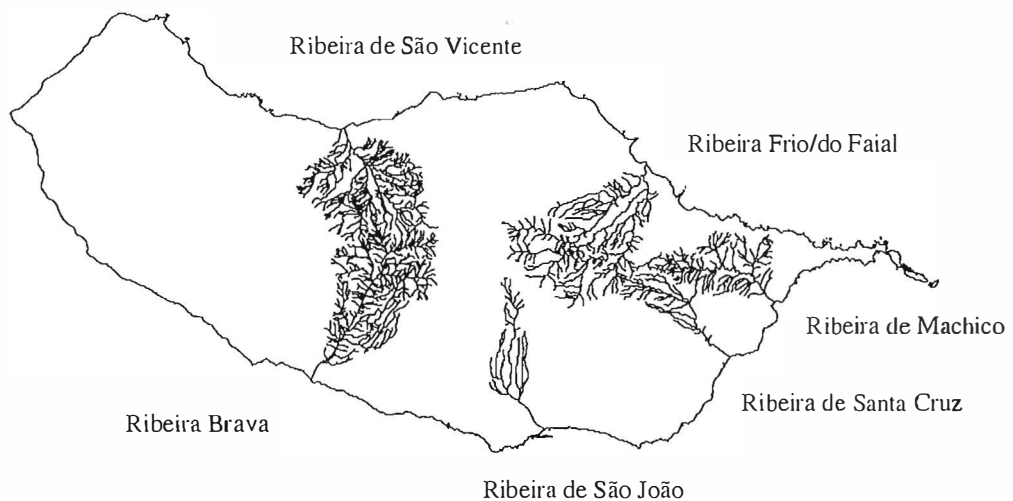 Ribeira de São Vicente
Ribeira Frio/do Faial
Ribeira de Machico
Ribeira de Santa Cruz
Ribeira Brava
Ribeira de São João